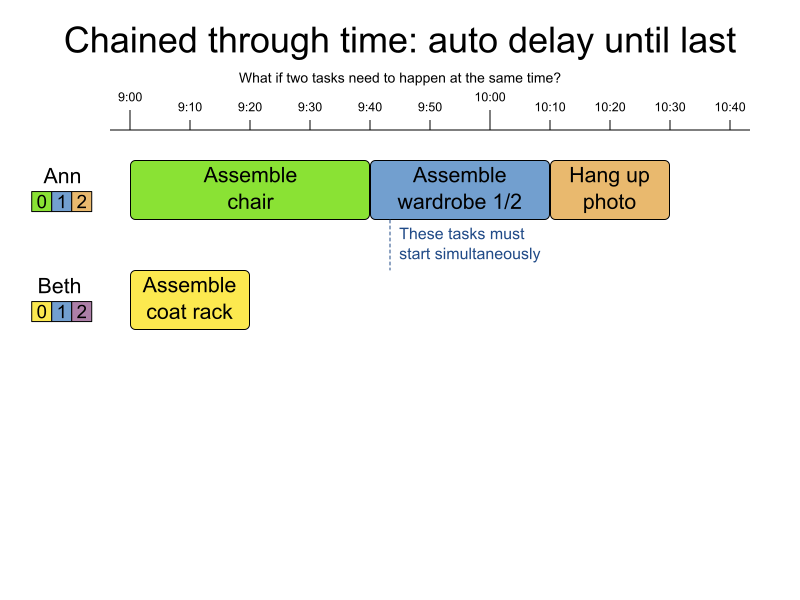 Chained through time: auto delay until last
What if two tasks need to happen at the same time?
9:00 9:10 9:20 9:30 9:40 9:50 10:00 10:10 10:20 10:30 10:40
Ann
0 1 2
Assemble
chair
Assemble
wardrobe 1/2
Hang up
photo
These tasks must
start simultaneously
Beth
0 1 2
Assemble
coat rack